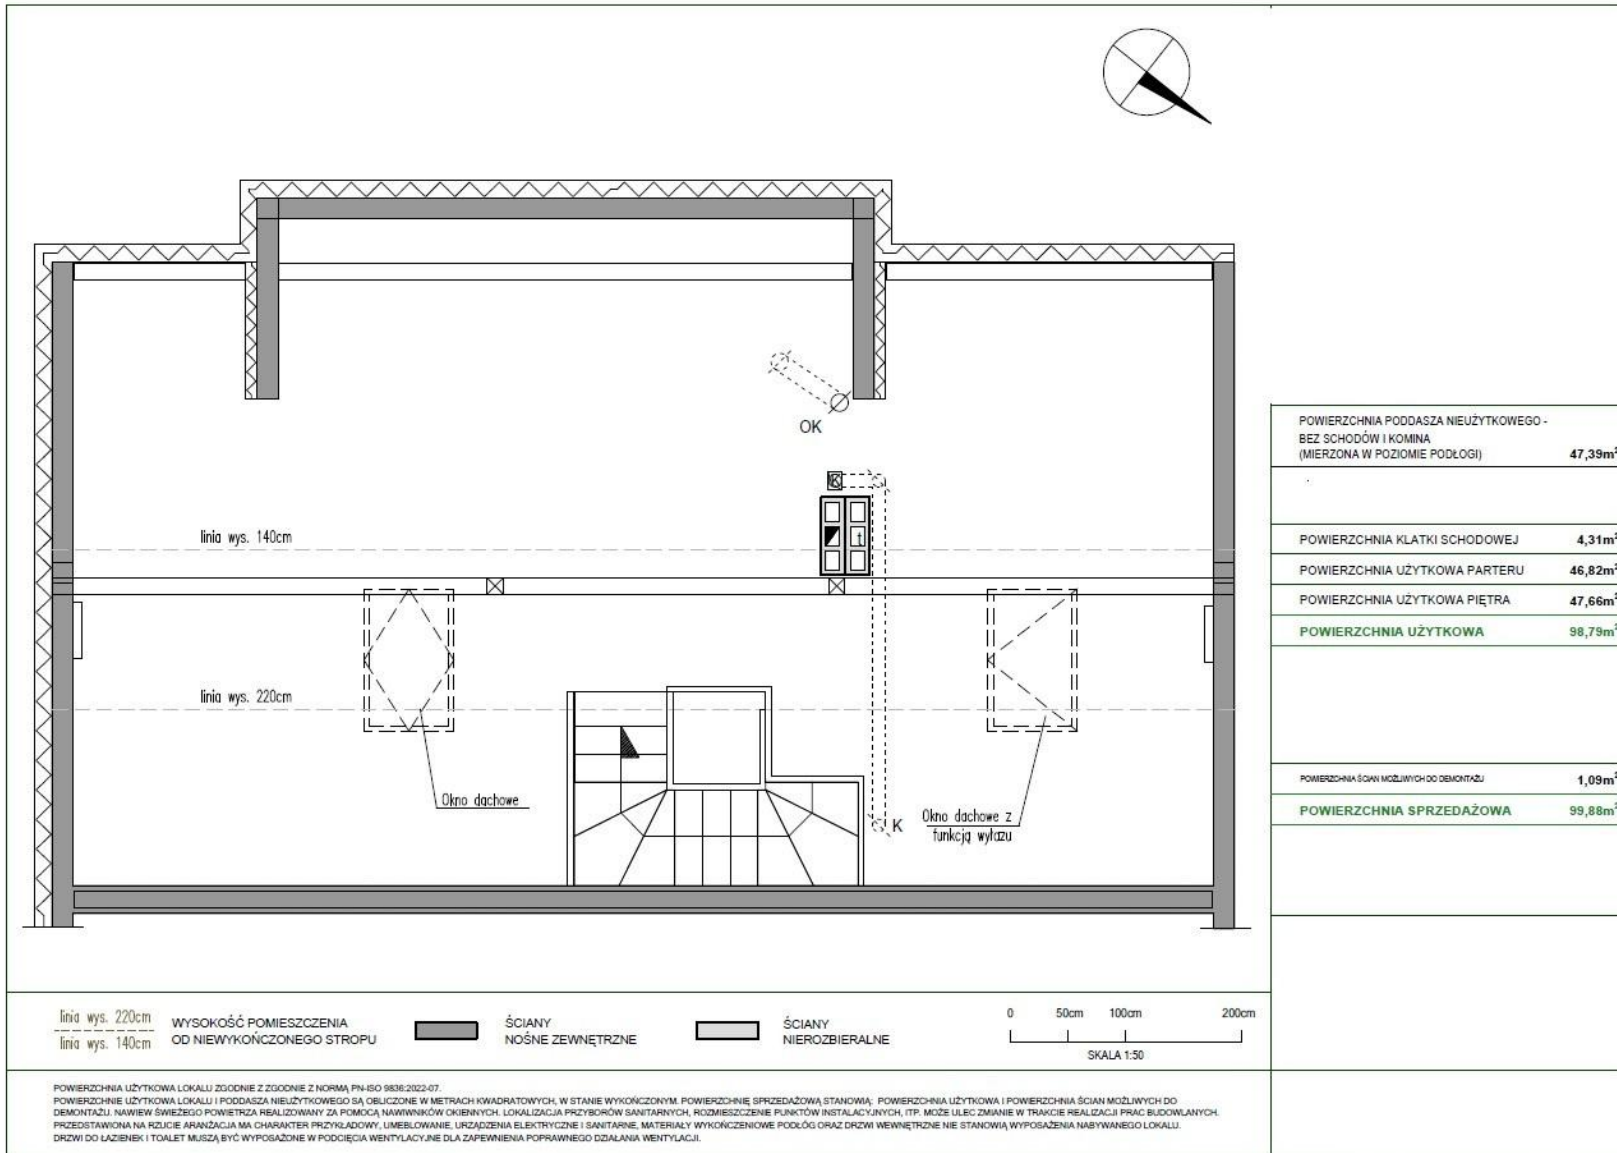 OK
K
linia wys. 140cm
t
linia wys. 220cm
Okno dachowe
K
Okno dachowe z
funkcją wyłazu
POWIERZCHNIA PODDASZA NIEUŻYTKOWEGO -
BEZ SCHODÓW I KOMINA
(MIERZONA W POZIOMIE PODŁOGI) 47,39m²
POWIERZCHNIA KLATKI SCHODOWEJ 4,31m²
POWIERZCHNIA UŻYTKOWA PARTERU 46,82m²
POWIERZCHNIA UŻYTKOWA PIĘTRA 47,66m²
POWIERZCHNIA UŻYTKOWA 98,79m²
POWIERZCHNIA ŚCIAN MOŻLIWYCH DO DEMONTAŻU 1,09m²
POWIERZCHNIA SPRZEDAŻOWA 99,88m²
linia wys. 220cm
linia wys. 140cm
WYSOKOŚĆ POMIESZCZENIA
OD NIEWYKOŃCZONEGO STROPU
ŚCIANY
NOŚNE ZEWNĘTRZNE
ŚCIANY
NIEROZBIERALNE
0 50cm 100cm 200cm
SKALA 1:50
POWIERZCHNIA UŻYTKOWA LOKALU ZGODNIE Z ZGODNIE Z NORMĄ PN-ISO 9836:2022-07.
POWIERZCHNIE UŻYTKOWA LOKALU I PODDASZA NIEUŻYTKOWEGO SĄ OBLICZONE W METRACH KWADRATOWYCH, W STANIE WYKOŃCZONYM. POWIERZCHNIĘ SPRZEDAŻOWĄ STANOWIĄ: POWIERZCHNIA UŻYTKOWA I POWIERZCHNIA ŚCIAN MOŻLIWYCH DO
DEMONTAŻU. NAWIEW ŚWIEŻEGO POWIETRZA REALIZOWANY ZA POMOCĄ NAWIWNIKÓW OKIENNYCH. LOKALIZACJA PRZYBORÓW SANITARNYCH, ROZMIESZCZENIE PUNKTÓW INSTALACYJNYCH, ITP. MOŻE ULEC ZMIANIE W TRAKCIE REALIZACJI PRAC BUDOWLANYCH.
PRZEDSTAWIONA NA RZUCIE ARANŻACJA MA CHARAKTER PRZYKŁADOWY, UMEBLOWANIE, URZĄDZENIA ELEKTRYCZNE I SANITARNE, MATERIAŁY WYKOŃCZENIOWE PODŁOG ORAZ DRZWI WEWNĘTRZNE NIE STANOWIĄ WYPOSAŻENIA NABYWANEGO LOKALU.
DRZWI DO ŁAZIENEK I TOALET MUSZĄ BYĆ WYPOSAŻONE W PODCIĘCIA WENTYLACYJNE DLA ZAPEWNIENIA POPRAWNEGO DZIAŁANIA WENTYLACJI.